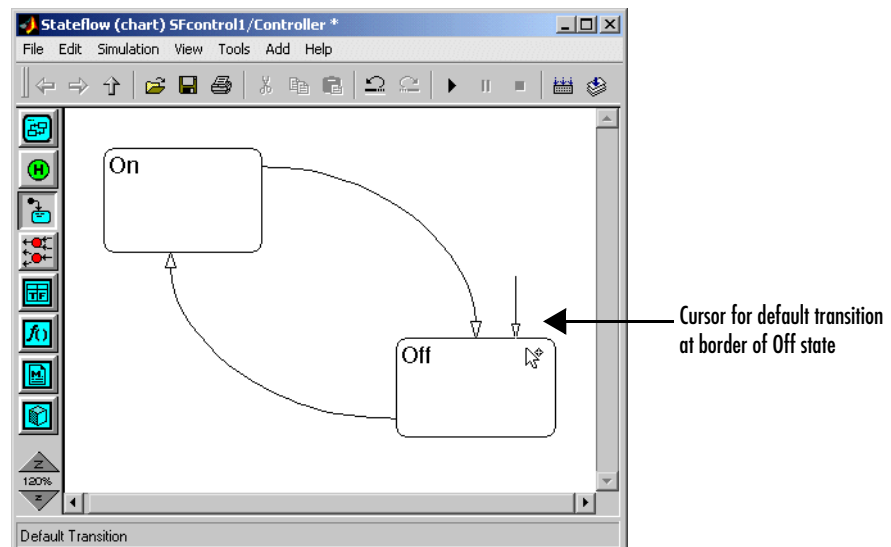 Stateflow (chart) SFcontrol1/Controller *
File Edit Simulation View Tools Add Help
H
On
TF
Off
f()
M
Z
120%
z
Default Transition
Cursor for default transition
at border of Off state